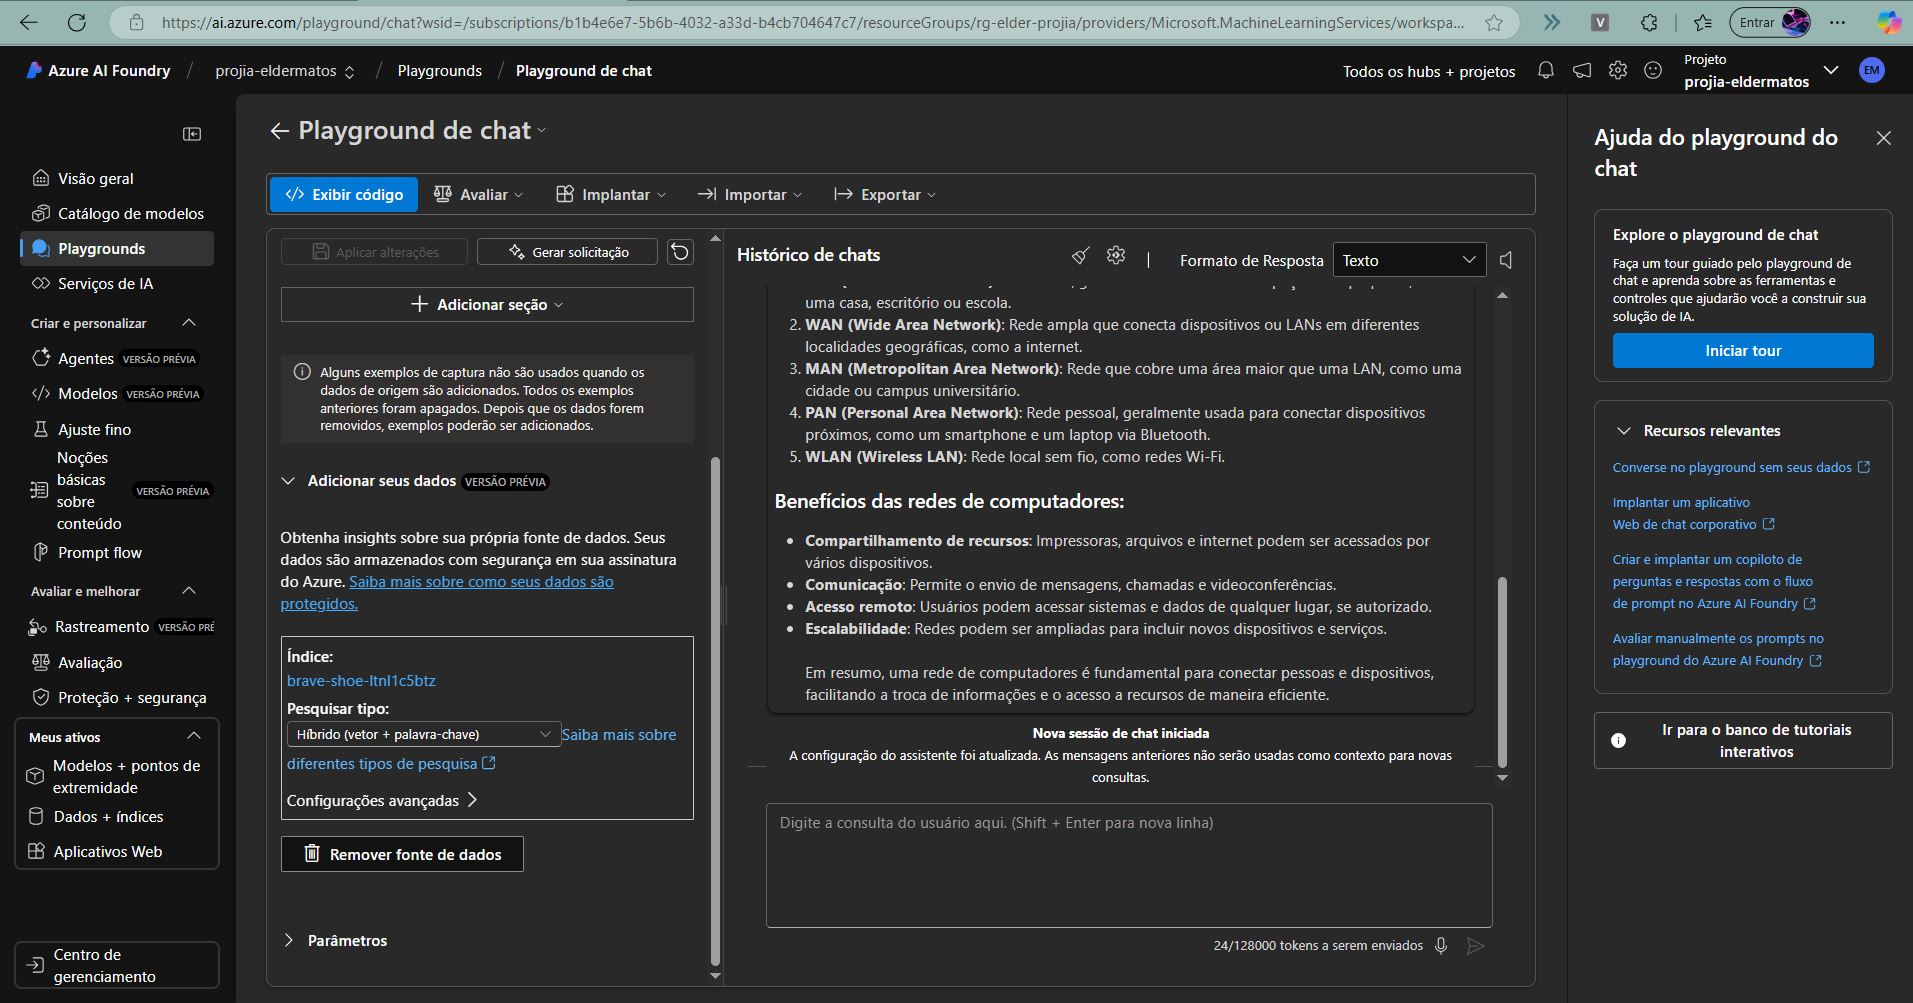 https://ai.azure.com/playground/chat?wsid=/subscriptions/b1b4e6e7-5b6b-4032-a33d-b4cb704647c7/resourceGroups/rg-elder-projia/providers/Microsoft.MachineLearningServices/workspa...
V
Entrar
Azure AI Foundry / projia-eldermatos / Playgrounds / Playground de chat
Todos os hubs + projetos
Projeto
projia-eldermatos
EM
Visão geral
Catálogo de modelos
Playgrounds
Serviços de IA
Criar e personalizar
Agentes VERSÃO PRÉVIA
Modelos VERSÃO PRÉVIA
Ajuste fino
Noções
básicas
sobre
conteúdo
VERSÃO PRÉVIA
Prompt flow
Avaliar e melhorar
Rastreamento VERSÃO PRÉ
Avaliação
Proteção + segurança
Meus ativos
Modelos + pontos de
extremidade
Dados + índices
Aplicativos Web
Centro de
gerenciamento
Playground de chat
Exibir código
Avaliar
Implantar
Importar
Exportar
Aplicar alterações
Gerar solicitação
Adicionar seção
Alguns exemplos de captura não são usados quando os
dados de origem são adicionados. Todos os exemplos
anteriores foram apagados. Depois que os dados forem
removidos, exemplos poderão ser adicionados.
Adicionar seus dados VERSÃO PRÉVIA
Obtenha insights sobre sua própria fonte de dados. Seus
dados são armazenados com segurança em sua assinatura
do Azure. Saiba mais sobre como seus dados são
protegidos.
Índice:
brave-shoe-ltnl1c5btz
Pesquisar tipo:
Híbrido (vetor + palavra-chave)
Saiba mais sobre
diferentes tipos de pesquisa
Configurações avançadas
Remover fonte de dados
Parâmetros
Histórico de chats
Formato de Resposta
Texto
uma casa, escritório ou escola.
2. WAN (Wide Area Network): Rede ampla que conecta dispositivos ou LANs em diferentes
localidades geográficas, como a internet.
3. MAN (Metropolitan Area Network): Rede que cobre uma área maior que uma LAN, como uma
cidade ou campus universitário.
4. PAN (Personal Area Network): Rede pessoal, geralmente usada para conectar dispositivos
próximos, como um smartphone e um laptop via Bluetooth.
5. WLAN (Wireless LAN): Rede local sem fio, como redes Wi-Fi.
Benefícios das redes de computadores:
• Compartilhamento de recursos: Impressoras, arquivos e internet podem ser acessados por
vários dispositivos.
• Comunicação: Permite o envio de mensagens, chamadas e videoconferências.
• Acesso remoto: Usuários podem acessar sistemas e dados de qualquer lugar, se autorizado.
• Escalabilidade: Redes podem ser ampliadas para incluir novos dispositivos e serviços.
Em resumo, uma rede de computadores é fundamental para conectar pessoas e dispositivos,
facilitando a troca de informações e o acesso a recursos de maneira eficiente.
Nova sessão de chat iniciada
A configuração do assistente foi atualizada. As mensagens anteriores não serão usadas como contexto para novas
consultas.
Digite a consulta do usuário aqui. (Shift + Enter para nova linha)
24/128000 tokens a serem enviados
Ajuda do playground do
chat
Explore o playground de chat
Faça um tour guiado pelo playground de
chat e aprenda sobre as ferramentas e
controles que ajudarão você a construir sua
solução de IA.
Iniciar tour
Recursos relevantes
Converse no playground sem seus dados
Implantar um aplicativo
Web de chat corporativo
Criar e implantar um copiloto de
perguntas e respostas com o fluxo
de prompt no Azure AI Foundry
Avaliar manualmente os prompts no
playground do Azure AI Foundry
Ir para o banco de tutoriais
interativos